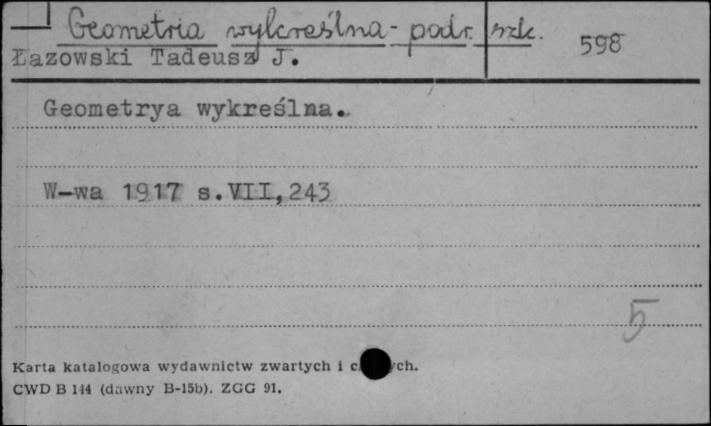 Geometria wykreślna - podr. szk. 598
Łazowski Tadeusz J.
Geometrya wykreślna.
W-wa 1917 s.VII,243
5
Karta katalogowa wydawnictw zwartych i ch.
CWD B 144 (dawny B-15b). ZGG 91.